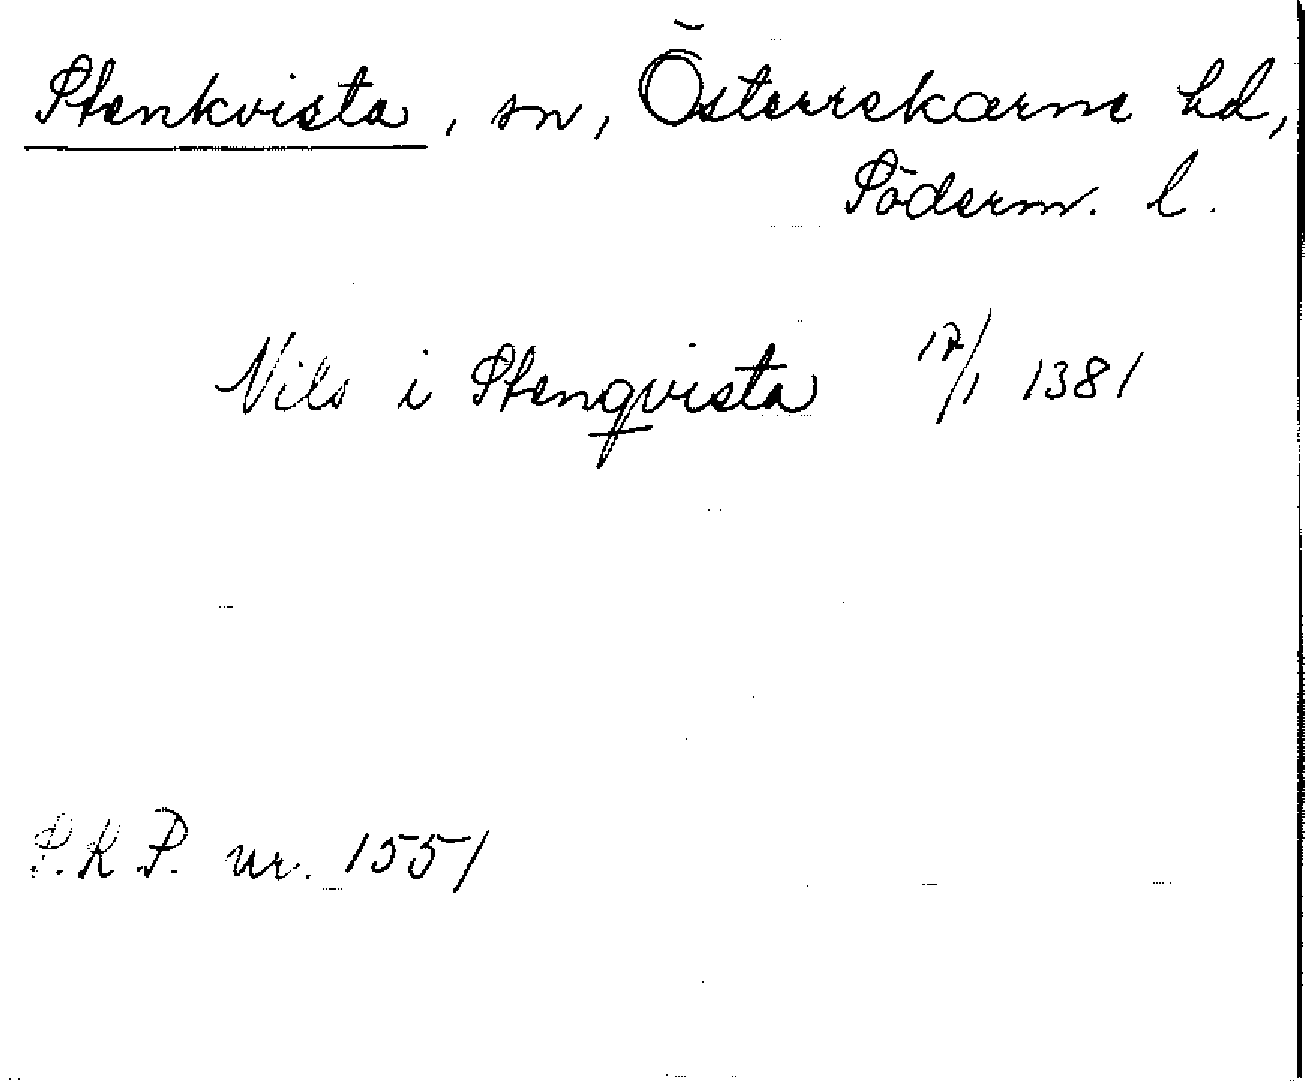 Stenkvista, sn, Österrekarne hd,
Söderm. l.
Nils i Stenqvista 17/1 1381
S.R.P. nr. 1551